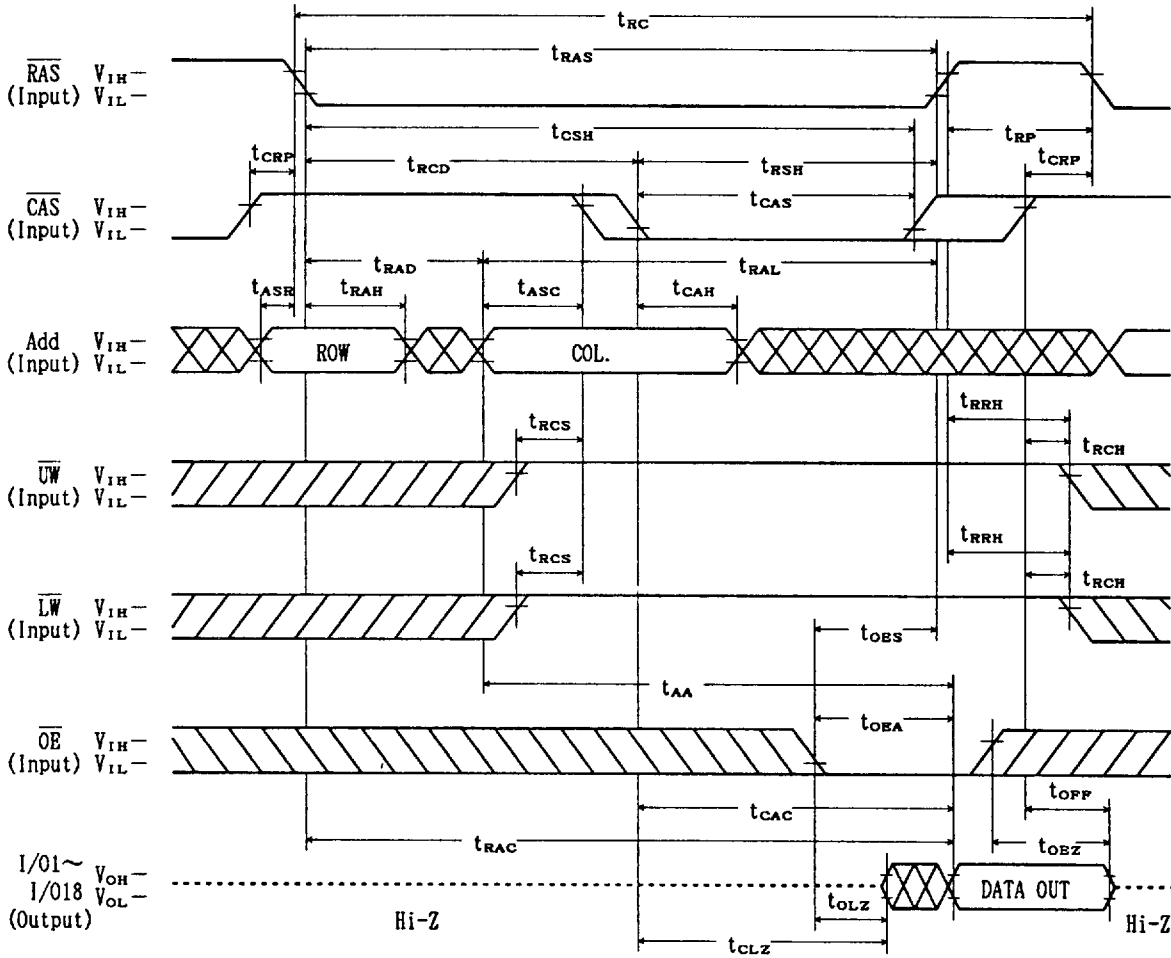 tRC
tRAS
RAS VIH
(Input) VIL
tCSH
tRP
tCRP
tRCD
tRSH
tCRP
tCAS
CAS VIH
(Input) VIL
tRAD
tRAL
tASR
tRAH
tASC
tCAH
Add VIH
(Input) VIL
ROW
COL.
tRRH
tRCS
tRCH
UW VIH
(Input) VIL
tRRH
tRCS
tRCH
LW VIH
(Input) VIL
tOES
tAA
tOEA
OE VIH
(Input) VIL
tOFF
tCAC
tRAC
tOEZ
I/O1~ VOH
I/O18 VOL
(Output)
DATA OUT
tOLZ
Hi-Z
Hi-Z
tCLZ